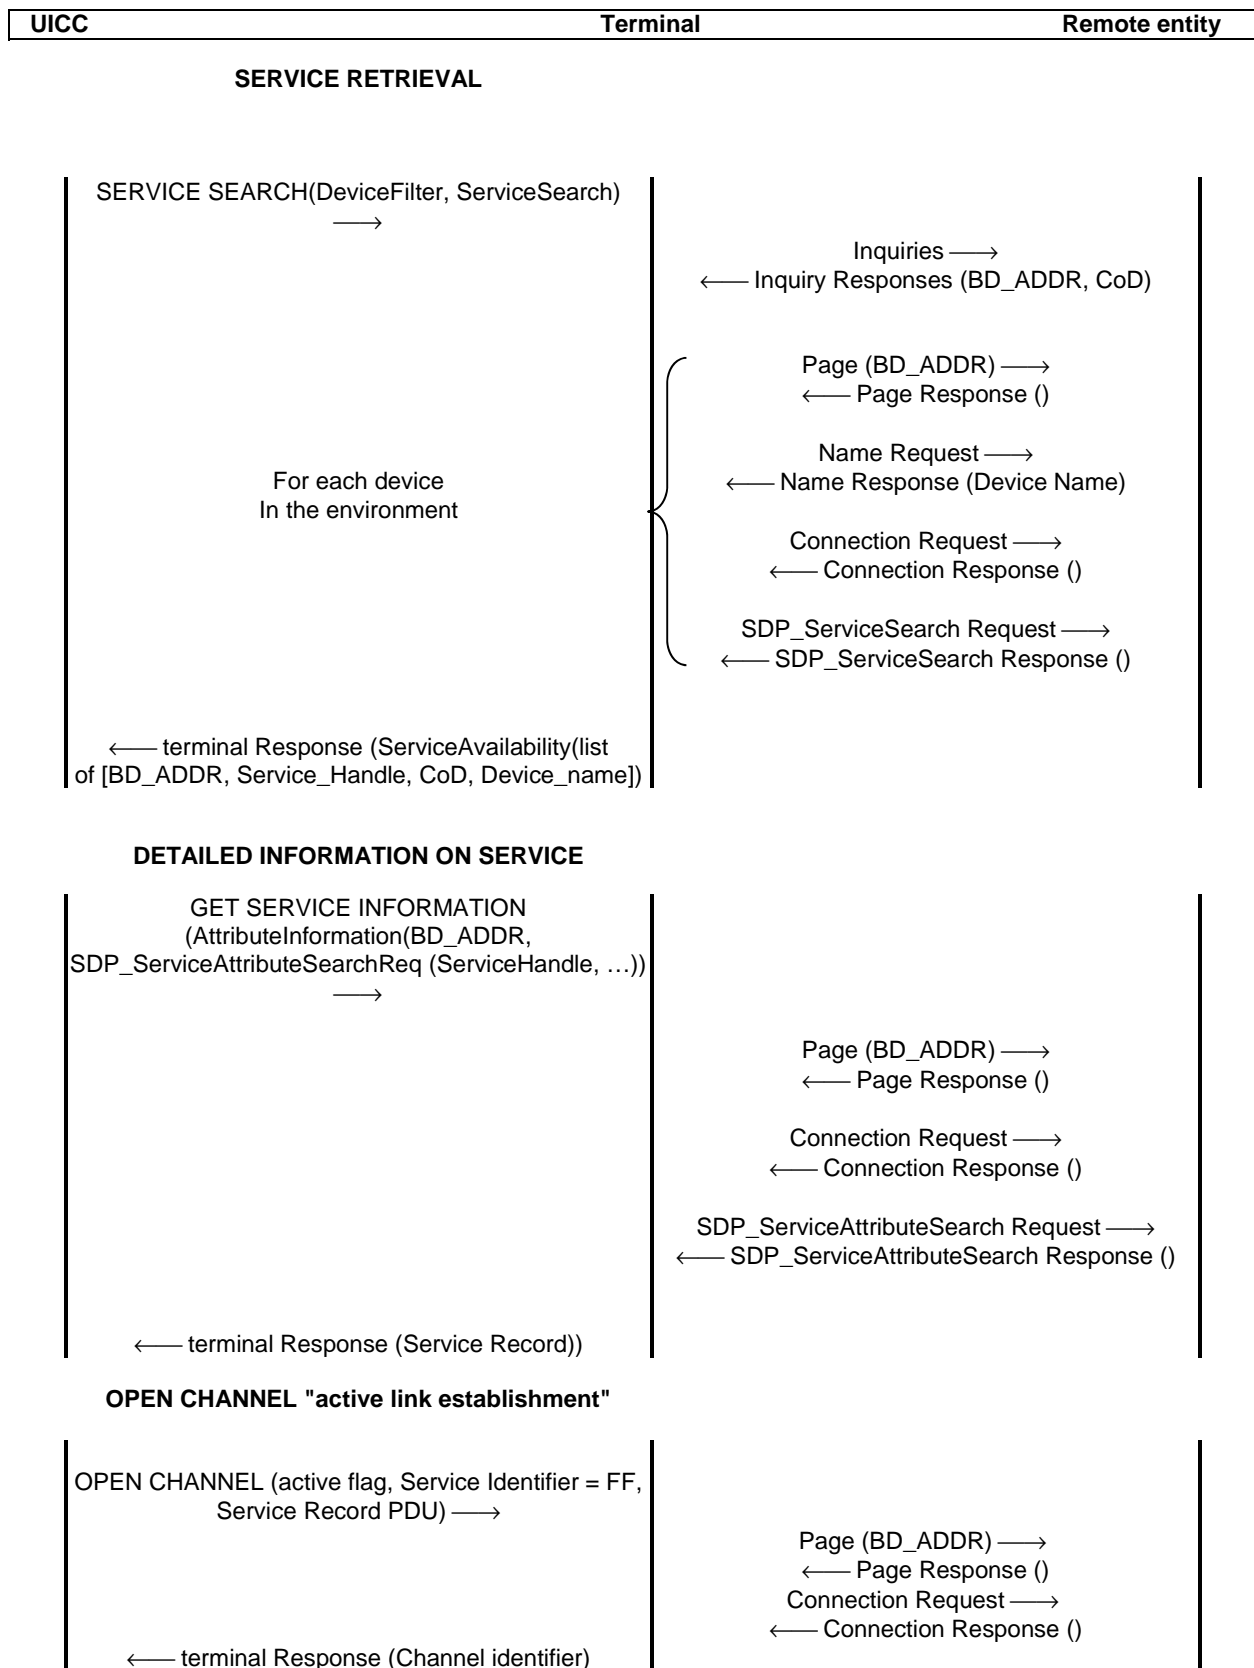 UICC Terminal Remote entity
SERVICE RETRIEVAL
SERVICE SEARCH(DeviceFilter, ServiceSearch)
⟶
Inquiries ⟶
⟵ Inquiry Responses (BD_ADDR, CoD)
Page (BD_ADDR) ⟶
⟵ Page Response ()
Name Request ⟶
For each device
⟵ Name Response (Device Name)
In the environment
Connection Request ⟶
⟵ Connection Response ()
SDP_ServiceSearch Request ⟶
⟵ SDP_ServiceSearch Response ()
⟵ terminal Response (ServiceAvailability(list
of [BD_ADDR, Service_Handle, CoD, Device_name])
DETAILED INFORMATION ON SERVICE
GET SERVICE INFORMATION
(AttributeInformation(BD_ADDR,
SDP_ServiceAttributeSearchReq (ServiceHandle, …))
⟶
Page (BD_ADDR) ⟶
⟵ Page Response ()
Connection Request ⟶
⟵ Connection Response ()
SDP_ServiceAttributeSearch Request ⟶
⟵ SDP_ServiceAttributeSearch Response ()
⟵ terminal Response (Service Record))
OPEN CHANNEL "active link establishment"
OPEN CHANNEL (active flag, Service Identifier = FF,
Service Record PDU) ⟶
Page (BD_ADDR) ⟶
⟵ Page Response ()
Connection Request ⟶
⟵ Connection Response ()
⟵ terminal Response (Channel identifier)